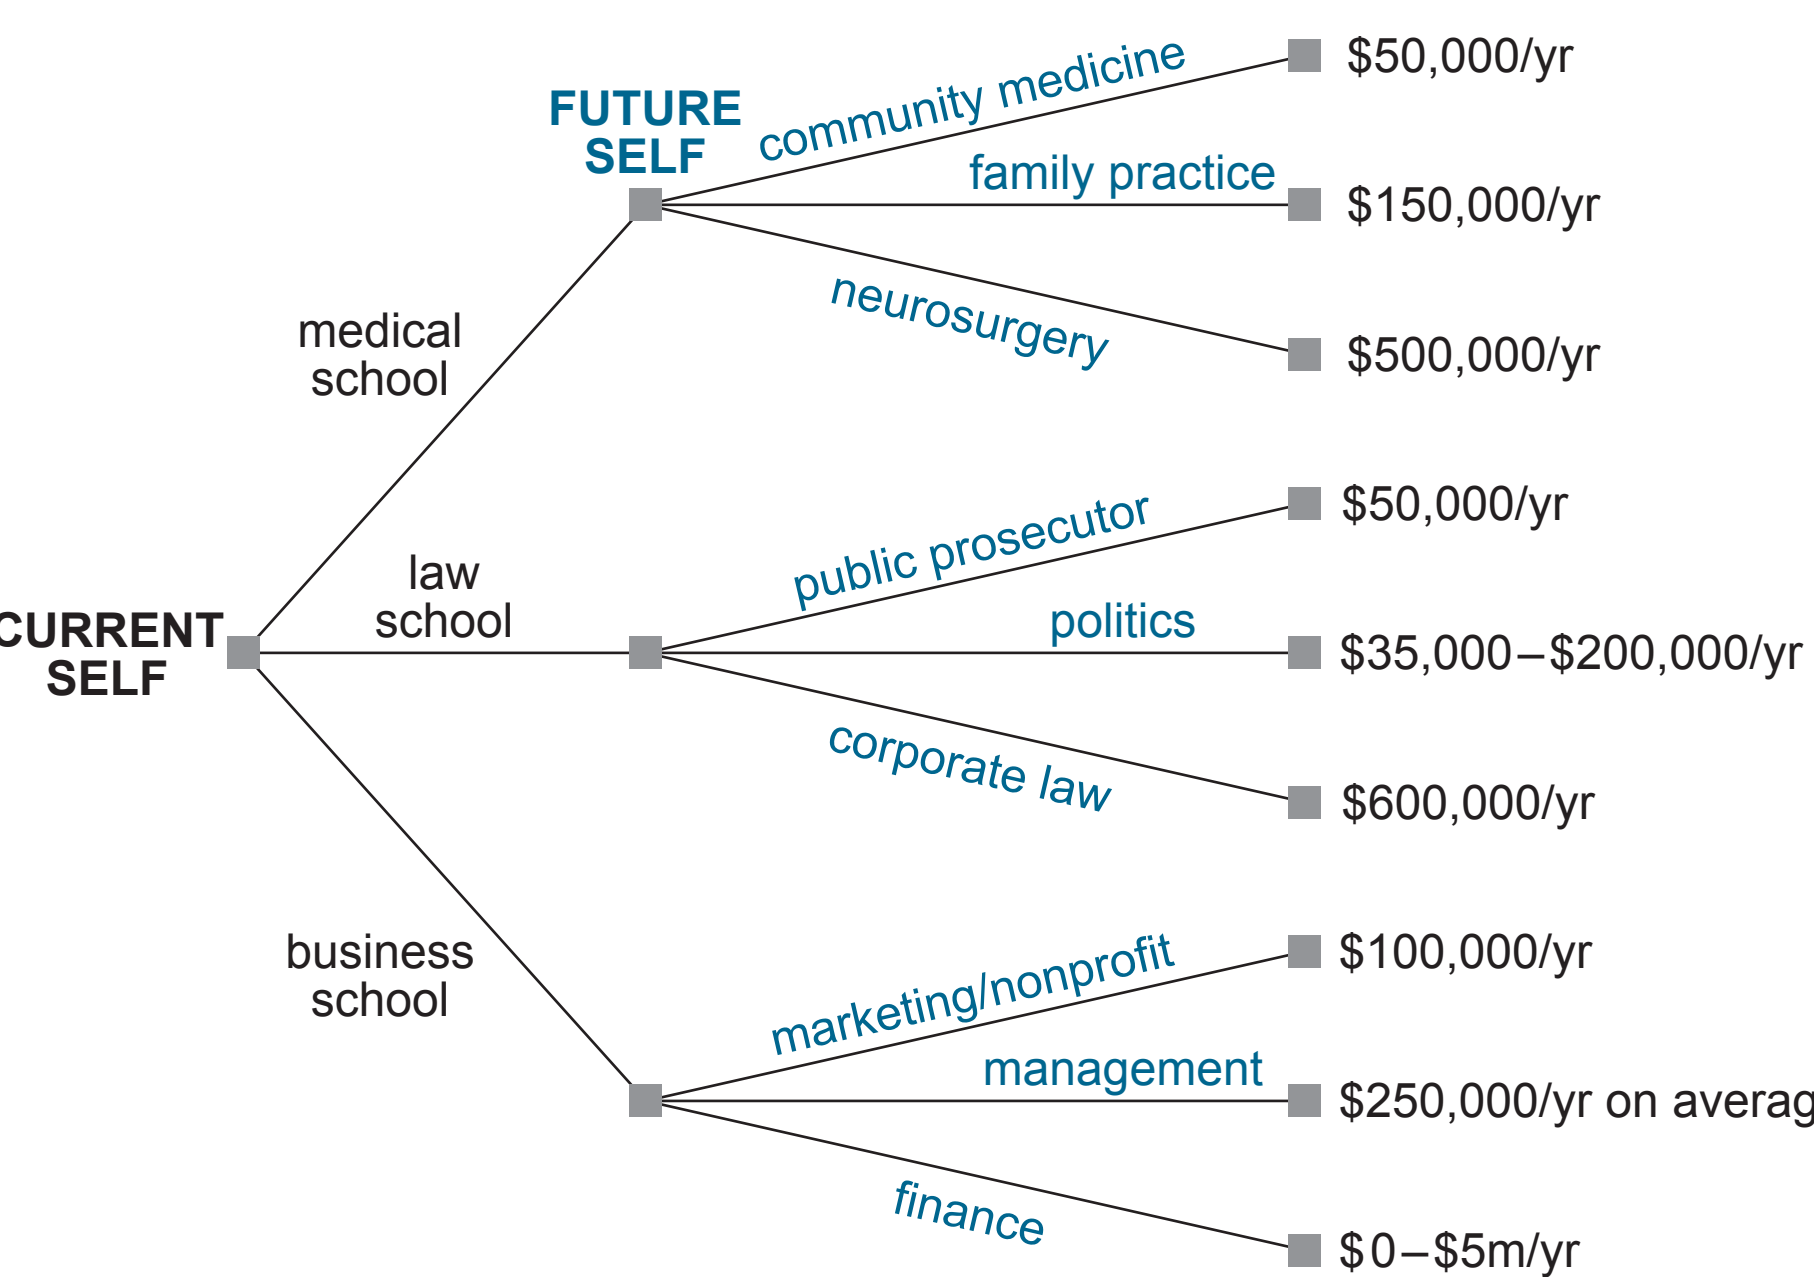 community medicine
$50,000/yr
FUTURE
SELF
family practice
$150,000/yr
neurosurgery
$500,000/yr
medical
school
public prosecutor
$50,000/yr
law
school
CURRENT
SELF
politics
$35,000–$200,000/yr
corporate law
$600,000/yr
business
school
marketing/nonprofit
$100,000/yr
management
$250,000/yr on averag
finance
$0–$5m/yr